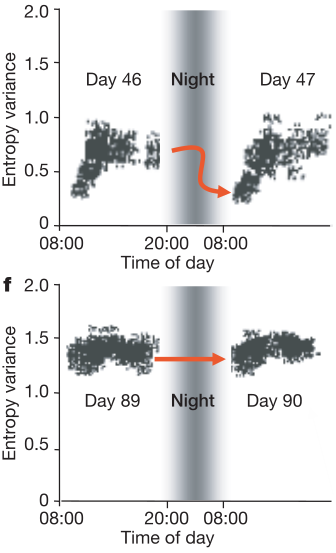 2.0
1.5
1.0
0.5
0
Entropy variance
Day 46
Night
Day 47
08:00
20:00
08:00
Time of day
f
2.0
1.5
1.0
0.5
0
Entropy variance
Day 89
Night
Day 90
08:00
20:00
08:00
Time of day